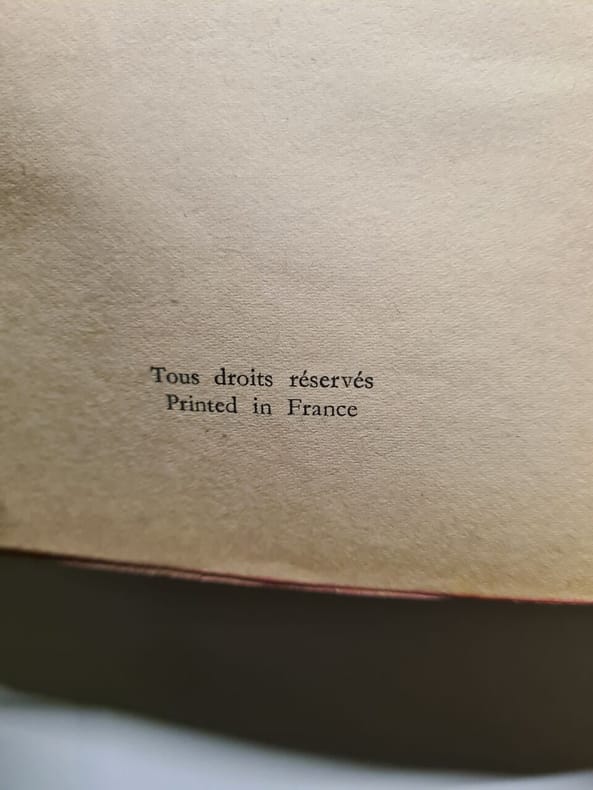 Tous droits réservés
Printed in France